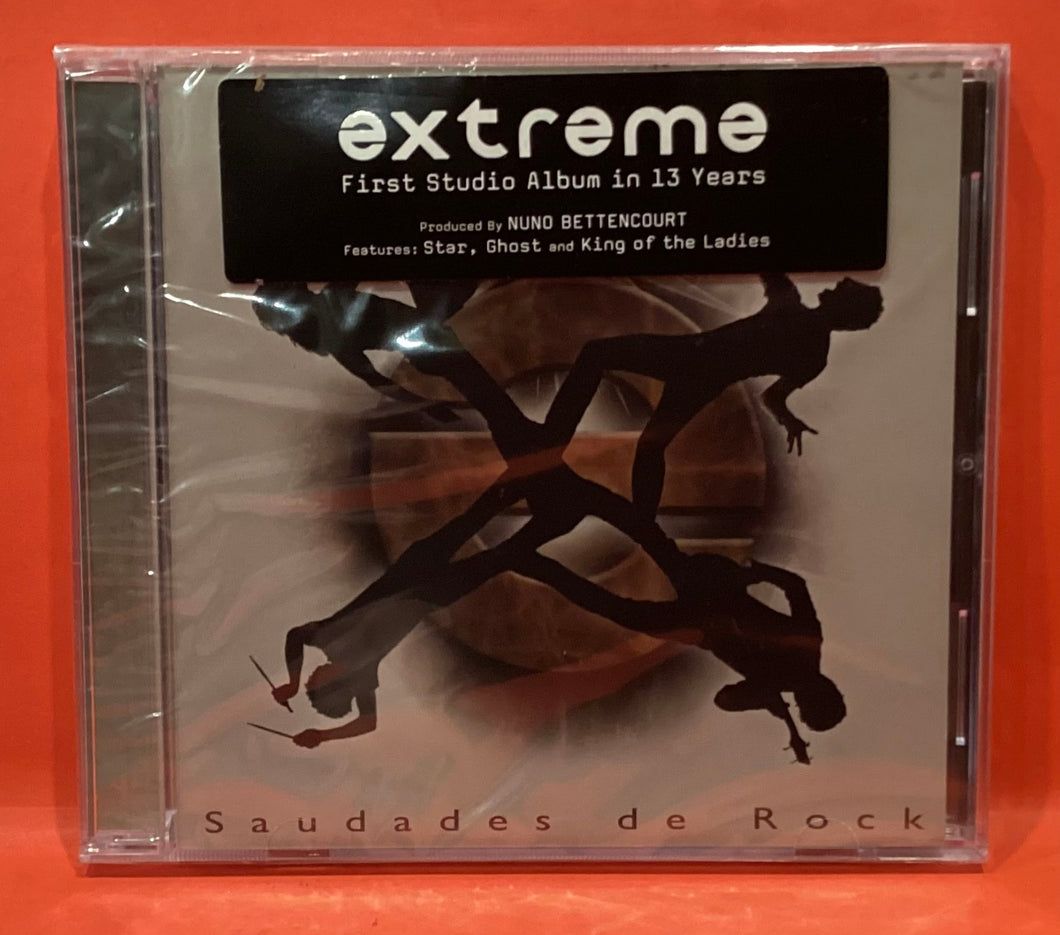 extreme
First Studio Album in 13 Years
Produced By NUNO BETTENCOURT
Features: Star, Ghost and King of the Ladies
Saudades de Rock